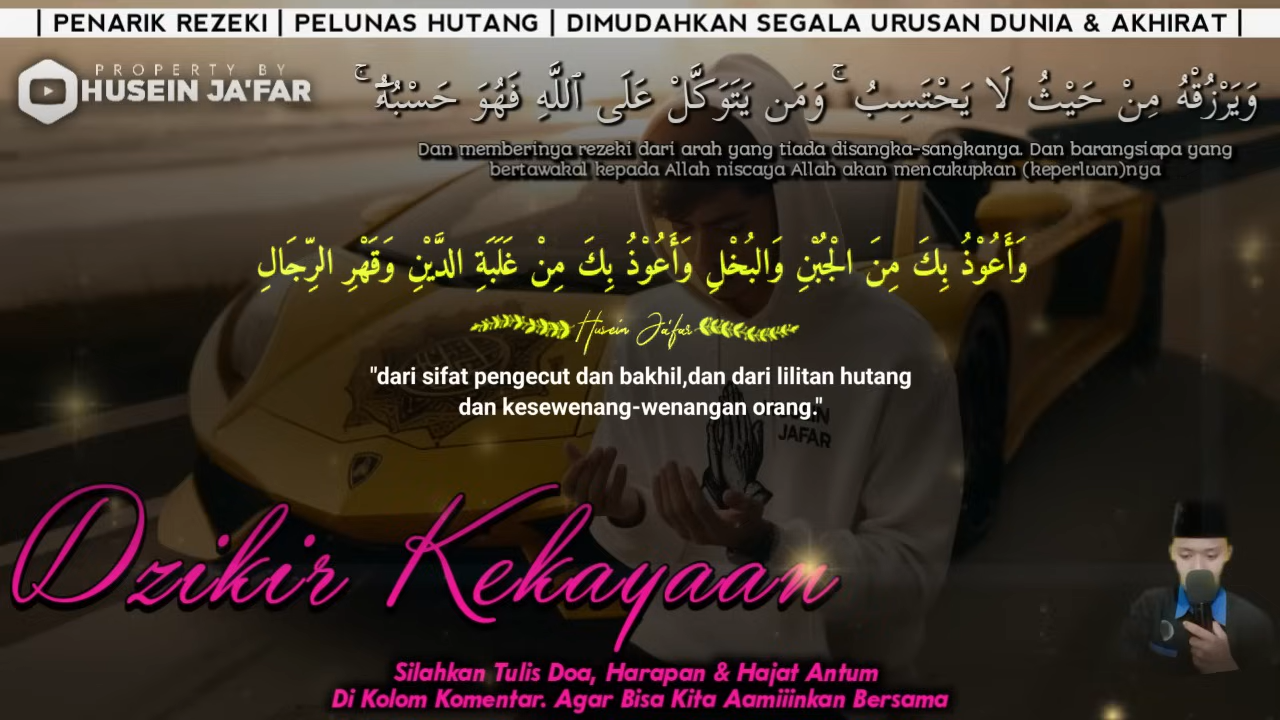 | PENARIK REZEKI | PELUNAS HUTANG | DIMUDAHKAN SEGALA URUSAN DUNIA & AKHIRAT |
PROPERTY BY
HUSEIN JA'FAR
وَيَرْزُقْهُ مِنْ حَيْثُ لَا يَحْتَسِبُ ۚ وَمَن يَتَوَكَّلْ عَلَى ٱللَّهِ فَهُوَ حَسْبُهُۥٓ ۚ
Dan memberinya rezeki dari arah yang tiada disangka-sangkanya. Dan barangsiapa yang
bertawakal kepada Allah niscaya Allah akan mencukupkan (keperluan)nya
وَأَعُوْذُ بِكَ مِنَ الْجُبْنِ وَالبُخْلِ وَأَعُوْذُ بِكَ مِنْ غَلَبَةِ الدَّيْنِ وَقَهْرِ الرِّجَالِ
Husein Ja'far
"dari sifat pengecut dan bakhil,dan dari lilitan hutang
dan kesewenang-wenangan orang."
JAFAR
Dzikir Kekayaan
Silahkan Tulis Doa, Harapan & Hajat Antum
Di Kolom Komentar. Agar Bisa Kita Aamiiinkan Bersama